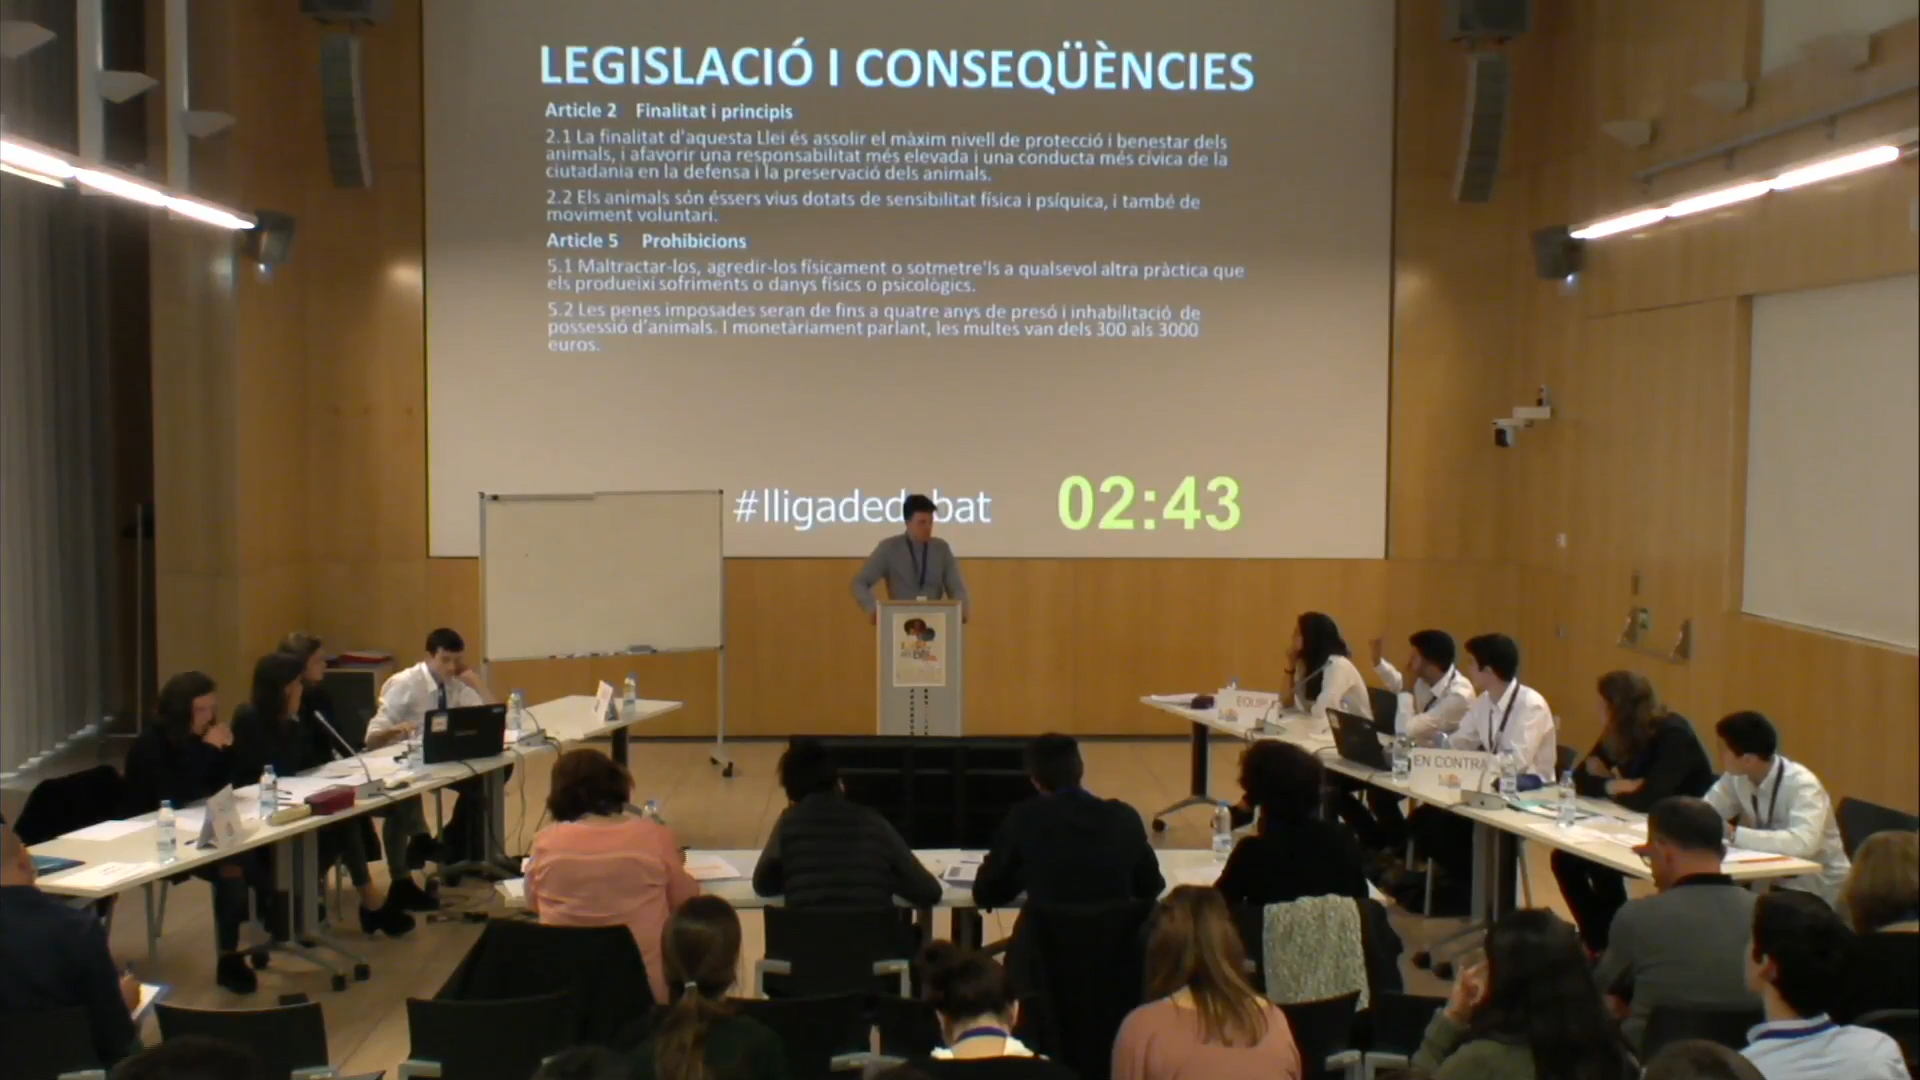 LEGISLACIÓ I CONSEQÜÈNCIES
Article 2 Finalitat i principis
2.1 La finalitat d'aquesta Llei és assolir el màxim nivell de protecció i benestar dels
animals, i afavorir una responsabilitat més elevada i una conducta més cívica de la
ciutadania en la defensa i la preservació dels animals.
2.2 Els animals són éssers vius dotats de sensibilitat física i psíquica, i també de
moviment voluntari.
Article 5 Prohibicions
5.1 Maltractar-los, agredir-los físicament o sotmetre'ls a qualsevol altra pràctica que
els produeixi sofriments o danys físics o psicològics.
5.2 Les penes imposades seran de fins a quatre anys de presó i inhabilitació de
possessió d'animals. I monetàriament parlant, les multes van dels 300 als 3000
euros.
#lligadede bat 02:43
EQUIP
EN CONTRA